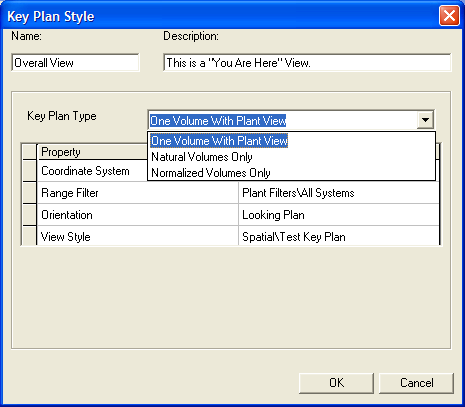 Key Plan Style
Name: Description:
Overall View This is a "You Are Here" View.
Key Plan Type One Volume With Plant View
One Volume With Plant View
Natural Volumes Only
Normalized Volumes Only
Property
Coordinate System
Range Filter Plant Filters\All Systems
Orientation Looking Plan
View Style Spatial\Test Key Plan
OK Cancel